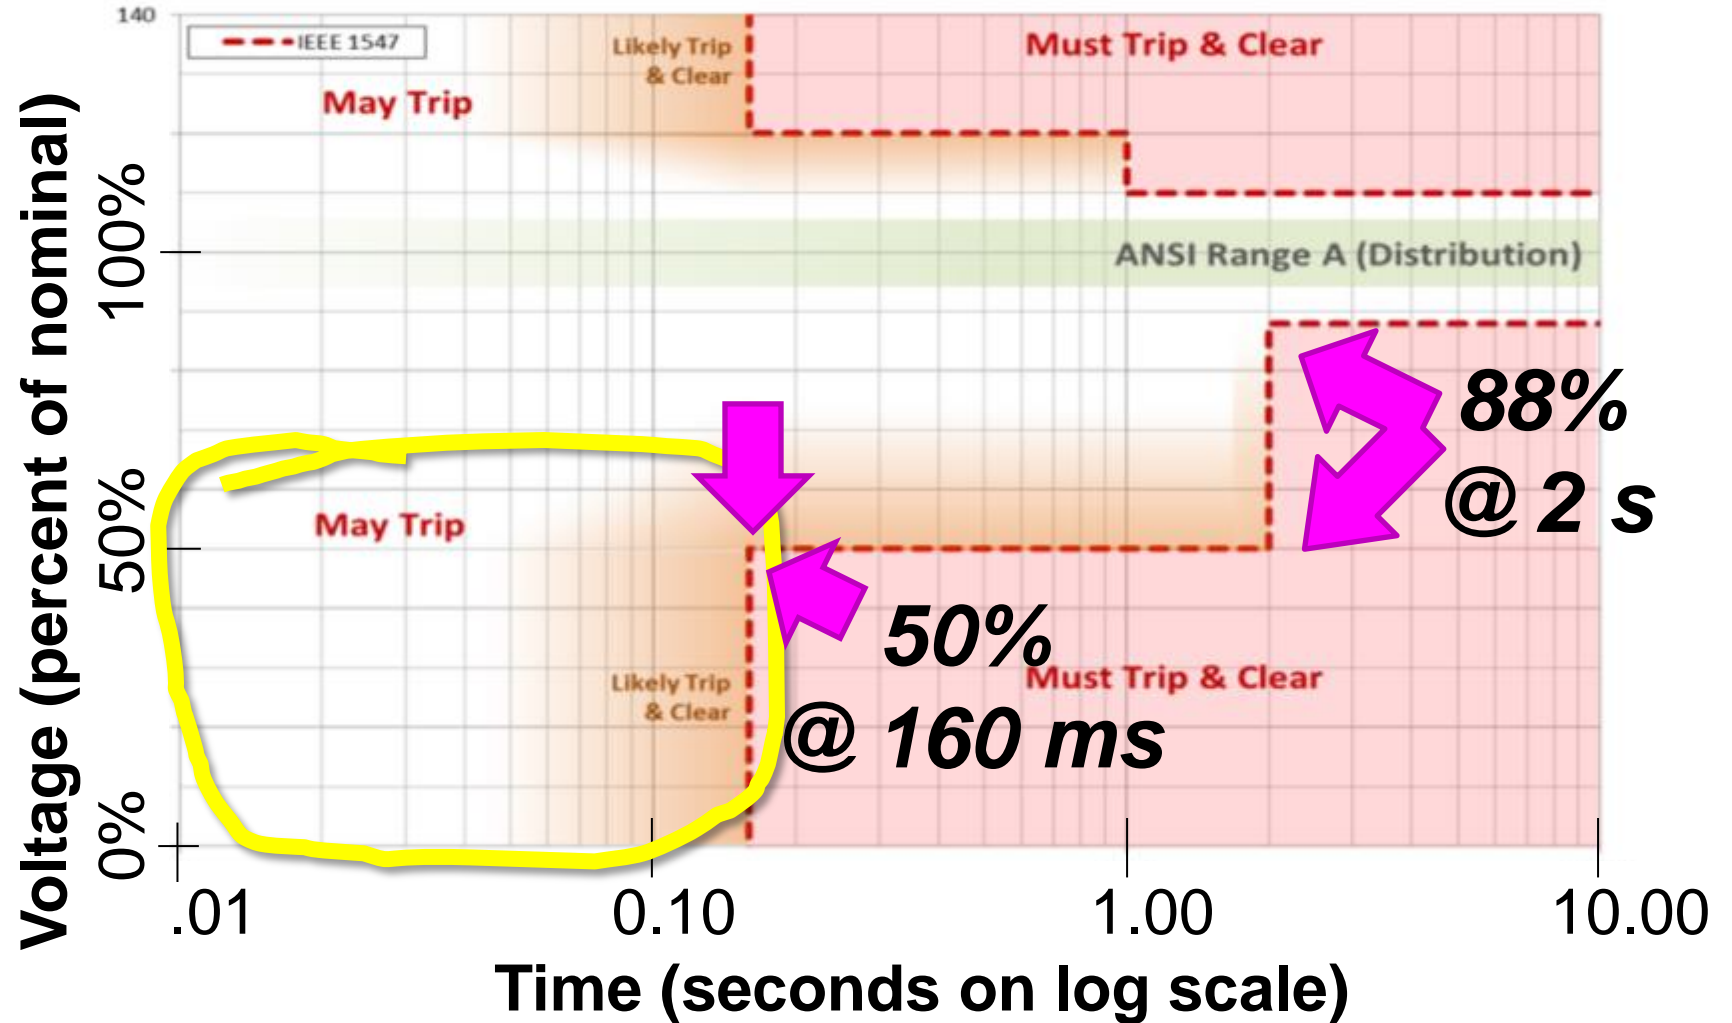 140
IEEE 1547
Likely Trip
& Clear
Must Trip & Clear
May Trip
Voltage (percent of nominal)
100%
50%
0%
ANSI Range A (Distribution)
88%
@ 2 s
May Trip
50%
@ 160 ms
Likely Trip
& Clear
Must Trip & Clear
.01
0.10
1.00
10.00
Time (seconds on log scale)